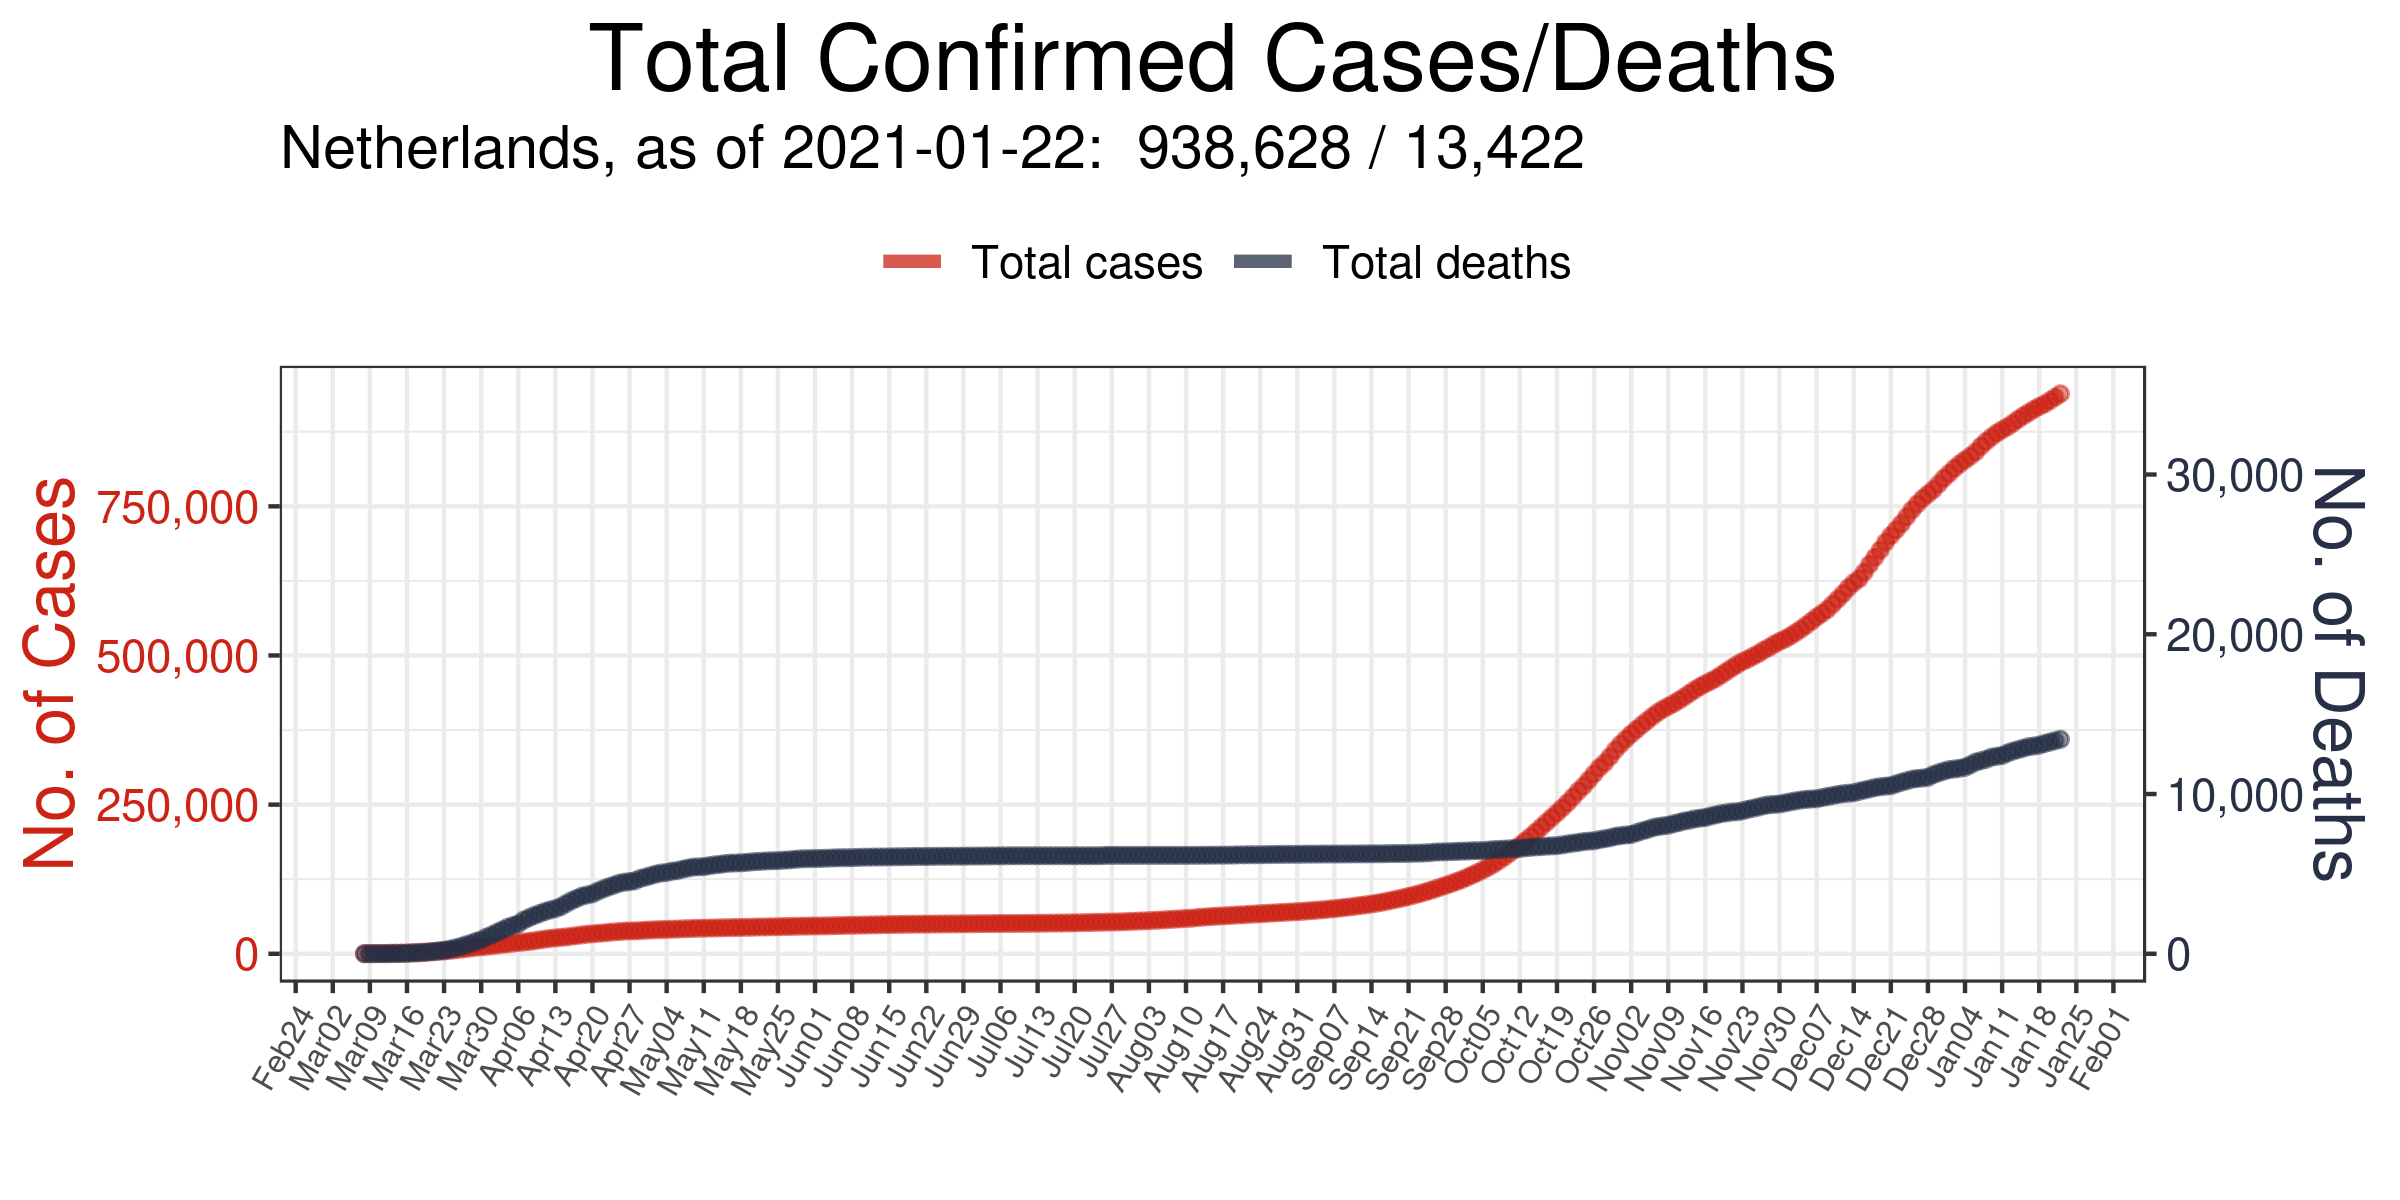 Total Confirmed Cases/Deaths
Netherlands, as of 2021-01-22:  938,628 / 13,422
Total cases
Total deaths
No. of Cases
750,000
500,000
250,000
0
30,000
20,000
10,000
0
No. of Deaths
Feb24
Mar02
Mar09
Mar16
Mar23
Mar30
Apr06
Apr13
Apr20
Apr27
May04
May11
May18
May25
Jun01
Jun08
Jun15
Jun22
Jun29
Jul06
Jul13
Jul20
Jul27
Aug03
Aug10
Aug17
Aug24
Aug31
Sep07
Sep14
Sep21
Sep28
Oct05
Oct12
Oct19
Oct26
Nov02
Nov09
Nov16
Nov23
Nov30
Dec07
Dec14
Dec21
Dec28
Jan04
Jan11
Jan18
Jan25
Feb01